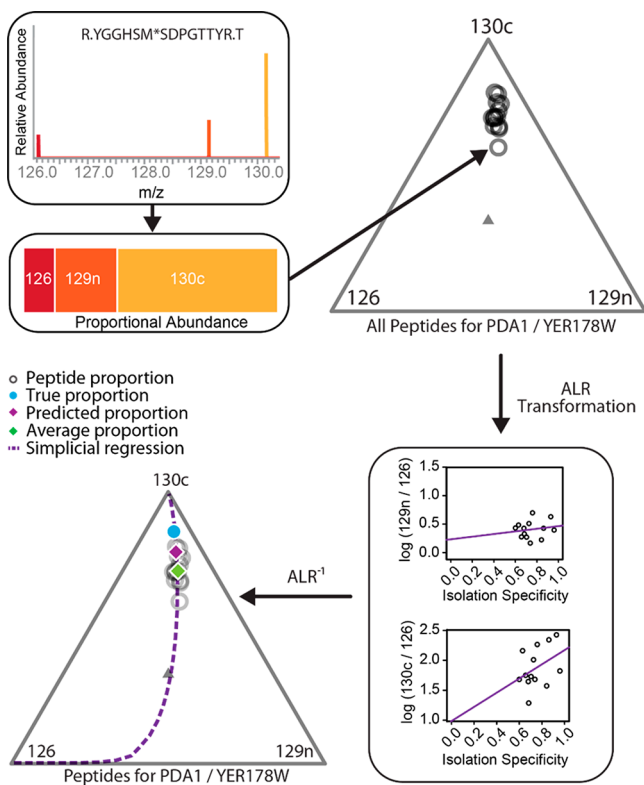 R.YGGHSM*SDPGTTYR.T
Relative Abundance
126.0 127.0 128.0 129.0 130.0
m/z
126 129n 130c
Proportional Abundance
130c
126 129n
All Peptides for PDA1 / YER178W
ALR
Transformation
Peptide proportion
True proportion
Predicted proportion
Average proportion
Simplicial regression
130c
126 129n
Peptides for PDA1 / YER178W
ALR-1
log (129n / 126)
1.5
1.0
0.5
0.0
0.0 0.2 0.4 0.6 0.8 1.0
Isolation Specificity
log (130c / 126)
2.5
2.0
1.5
1.0
0.0 0.2 0.4 0.6 0.8 1.0
Isolation Specificity